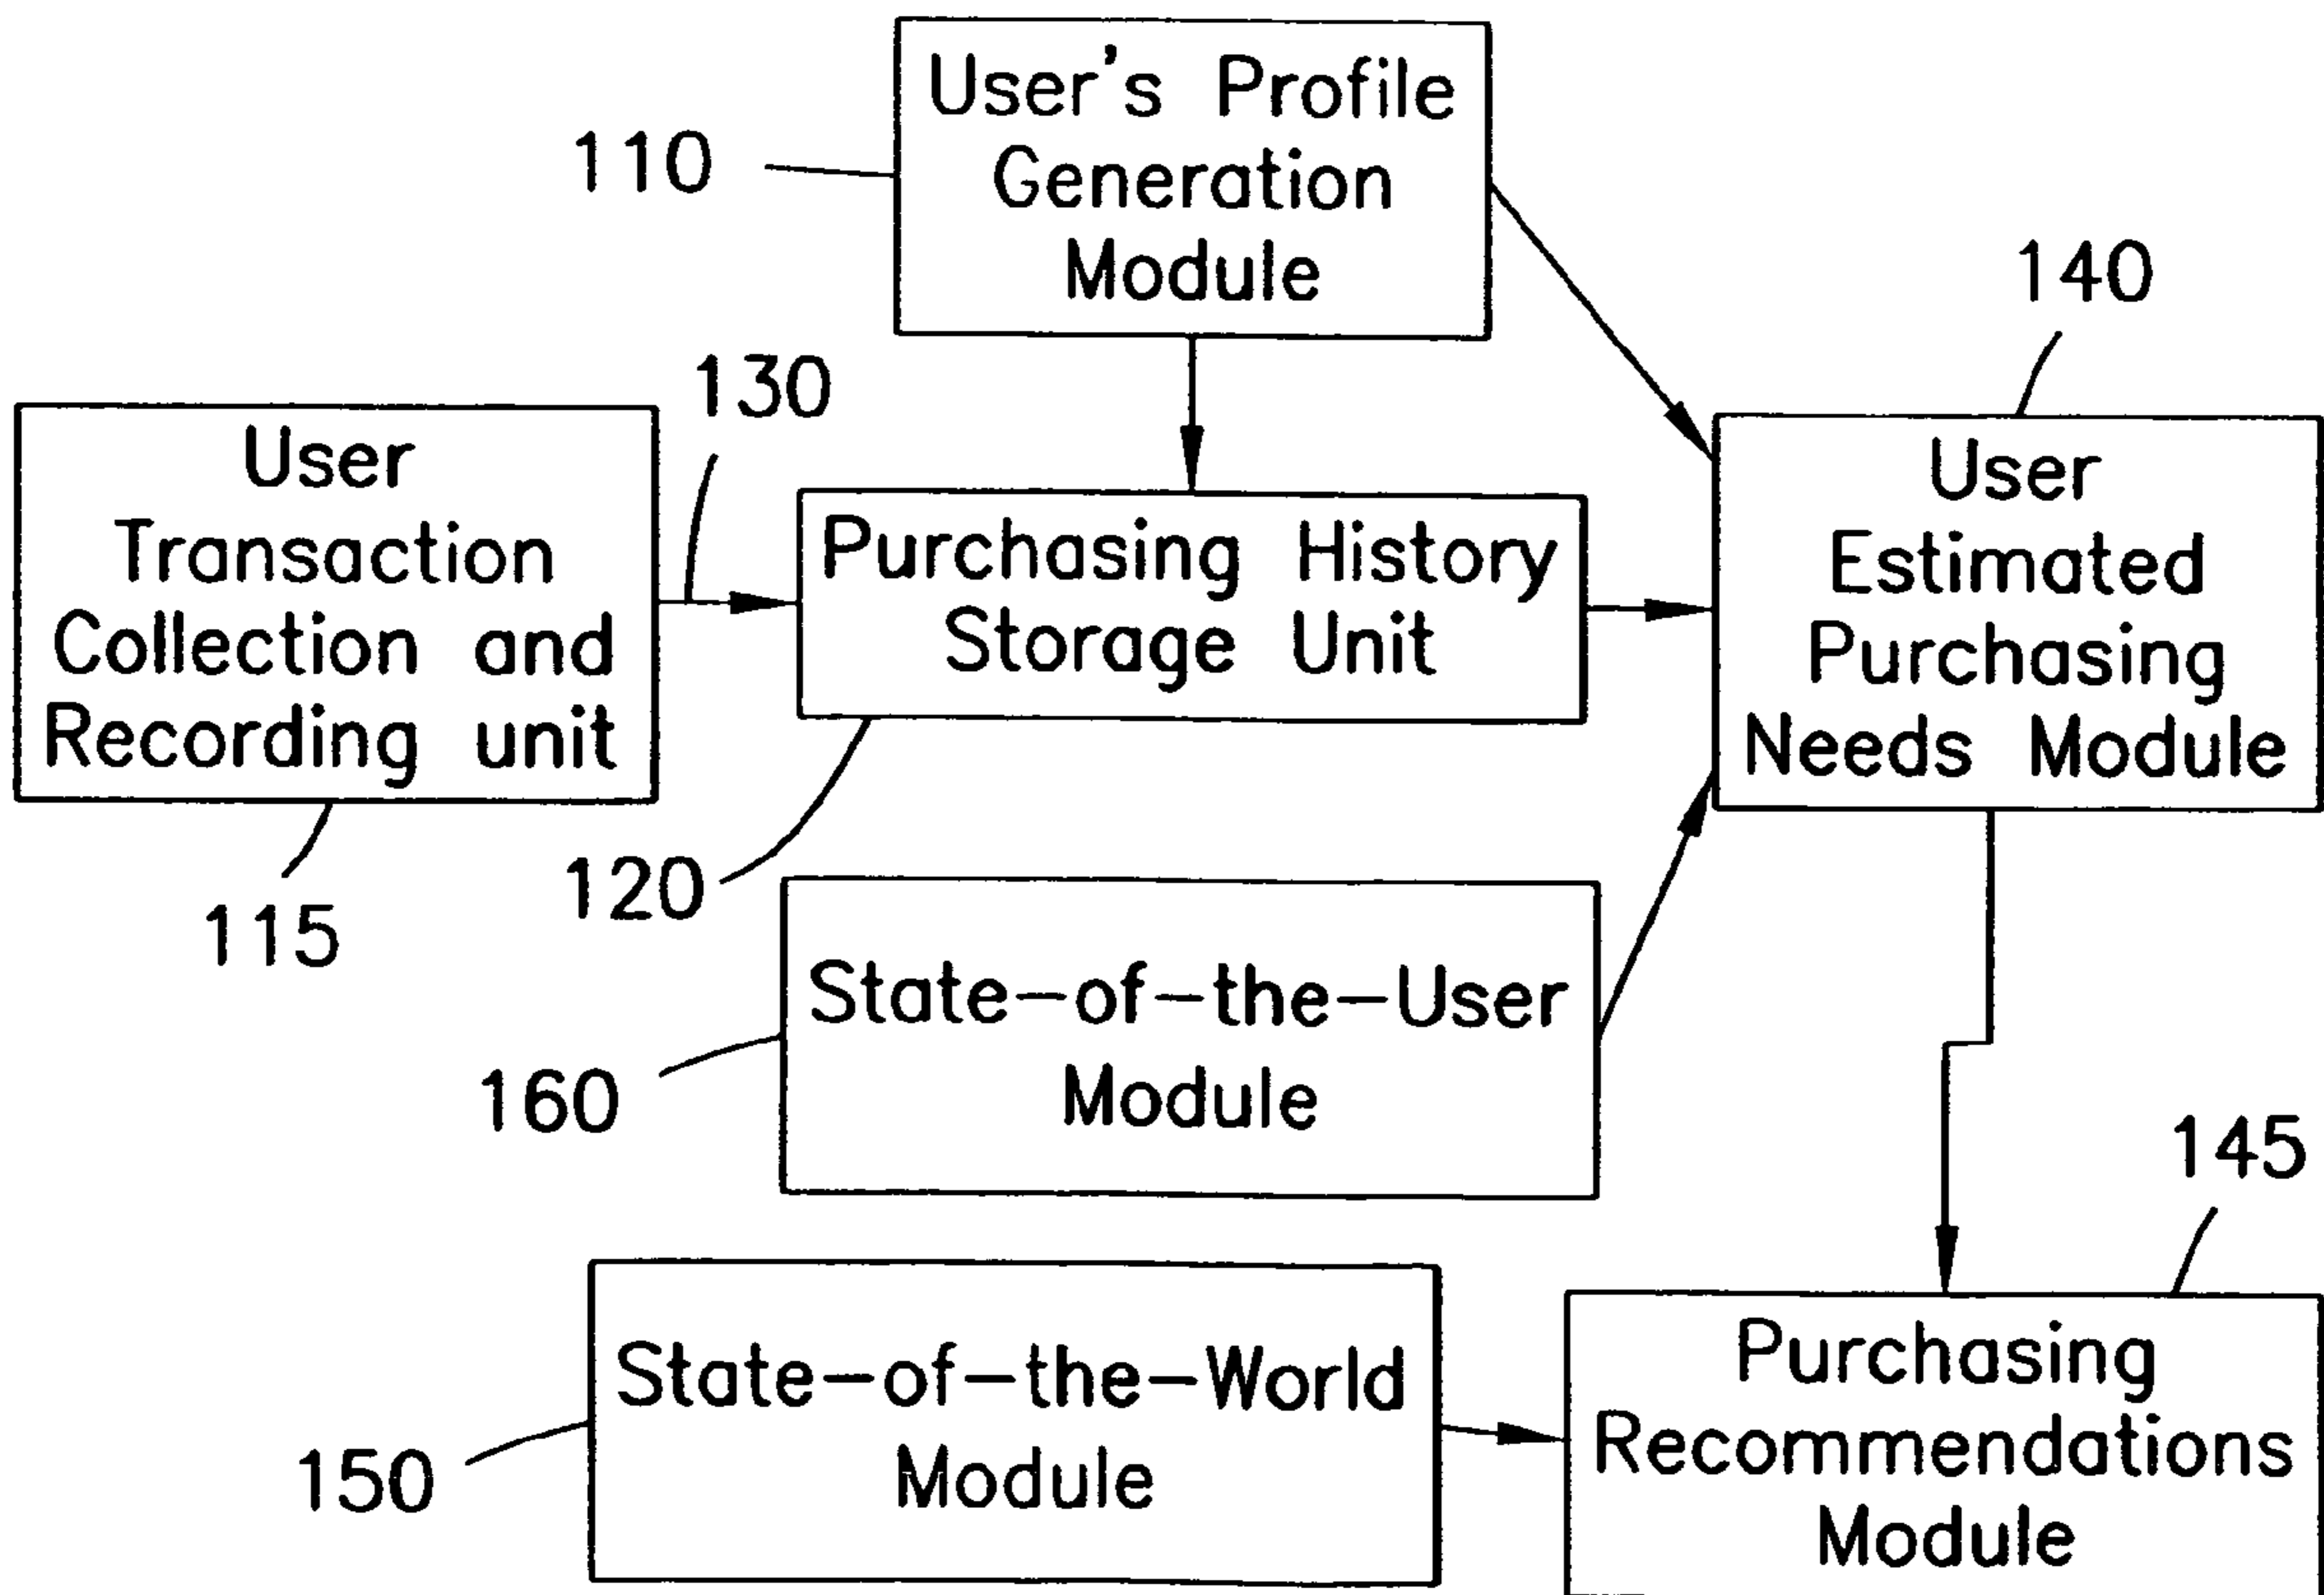 User's Profile
Generation
Module
110
140
130
User
Transaction
Collection and
Recording unit
115
Purchasing History
Storage Unit
120
User
Estimated
Purchasing
Needs Module
State-of-the-User
Module
160
145
State-of-the-World
Module
150
Purchasing
Recommendations
Module